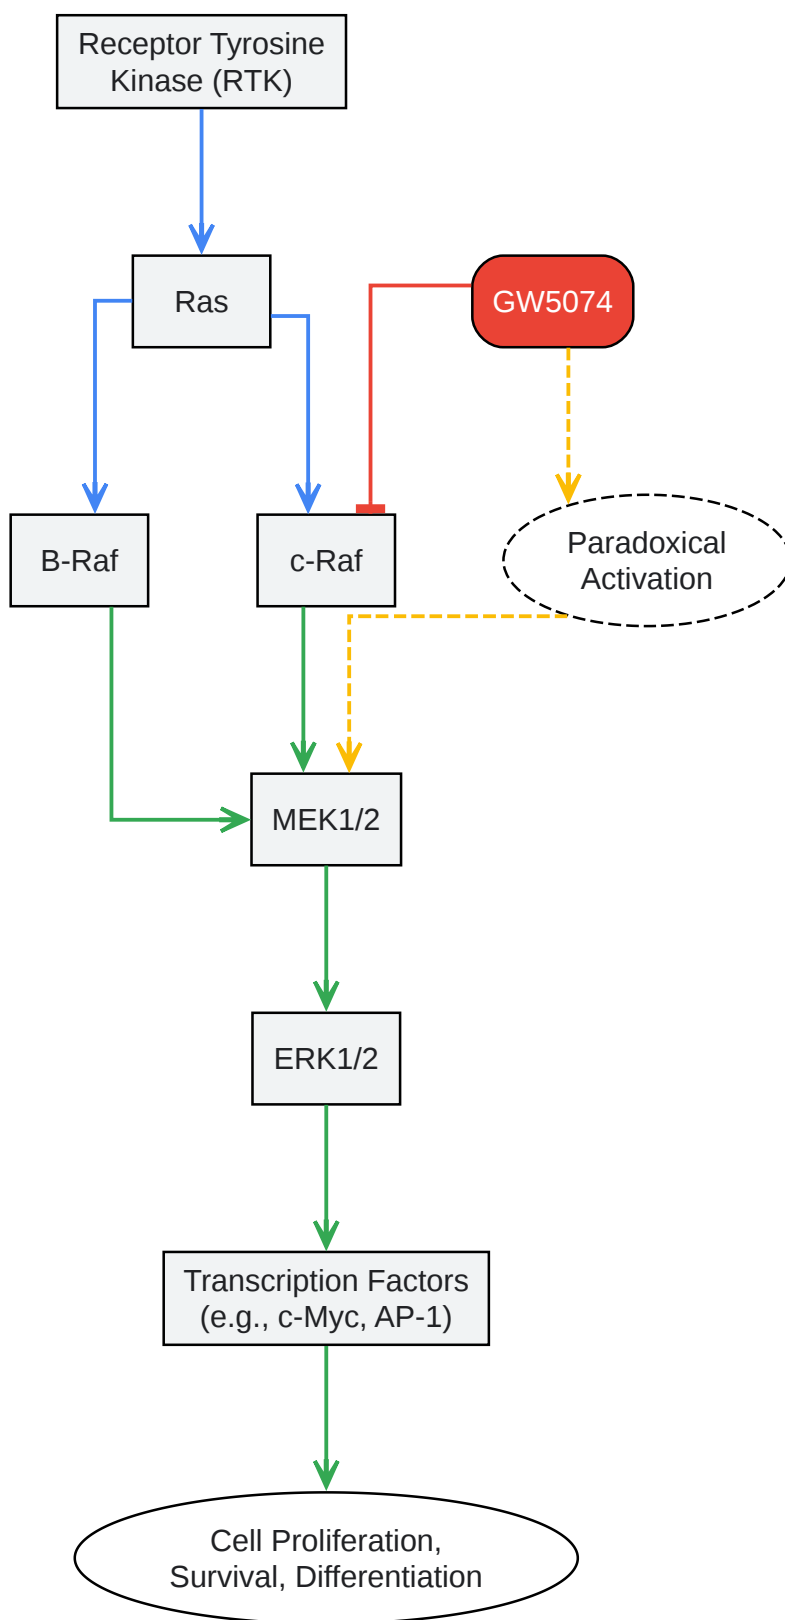 Receptor Tyrosine
Kinase (RTK)
Ras
GW5074
B-Raf
c-Raf
Paradoxical
Activation
MEK1/2
ERK1/2
Transcription Factors
(e.g., c-Myc, AP-1)
Cell Proliferation,
Survival, Differentiation